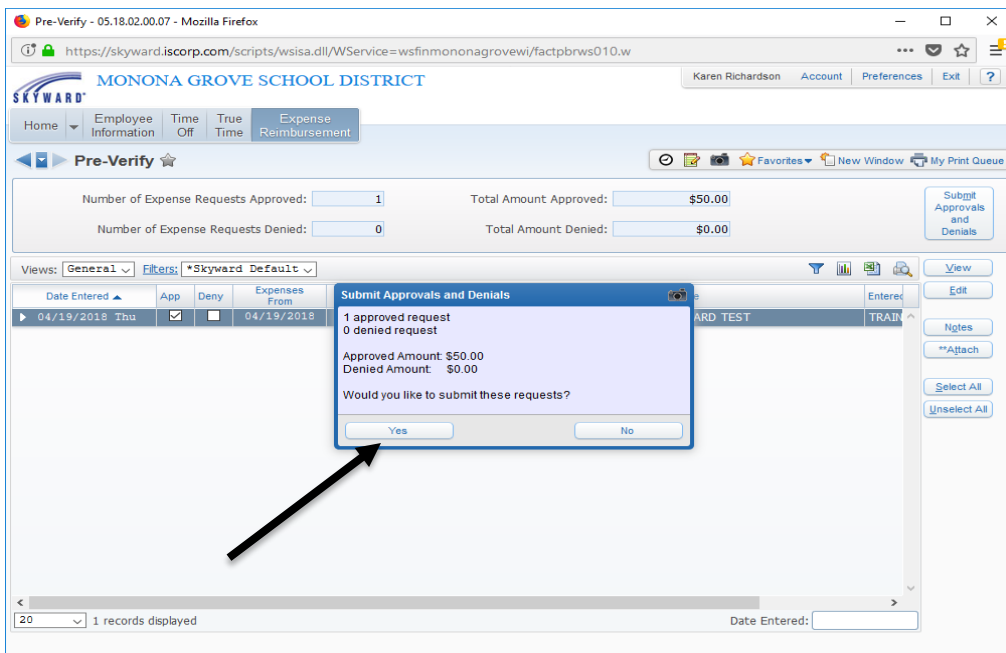 Pre-Verify - 05.18.02.00.07 - Mozilla Firefox
https://skyward.iscorp.com/scripts/wsisa.dll/WService=wsfinmononagrovewi/factpbrws010.w
SKYWARD
MONONA GROVE SCHOOL DISTRICT
Karen Richardson Account Preferences Exit ?
Home Employee Information Time Off True Time Expense Reimbursement
Pre-Verify
Favorites New Window My Print Queue
Number of Expense Requests Approved: 1 Total Amount Approved: $50.00
Number of Expense Requests Denied: 0 Total Amount Denied: $0.00
Submit Approvals and Denials
Views: General Filters: *Skyward Default
View
Edit
Notes
**Attach
Select All
Unselect All
Date Entered App Deny Expenses From Entered
04/19/2018 Thu 04/19/2018 ARD TEST TRAIN
Submit Approvals and Denials
1 approved request
0 denied request
Approved Amount: $50.00
Denied Amount: $0.00
Would you like to submit these requests?
Yes No
20 1 records displayed Date Entered: